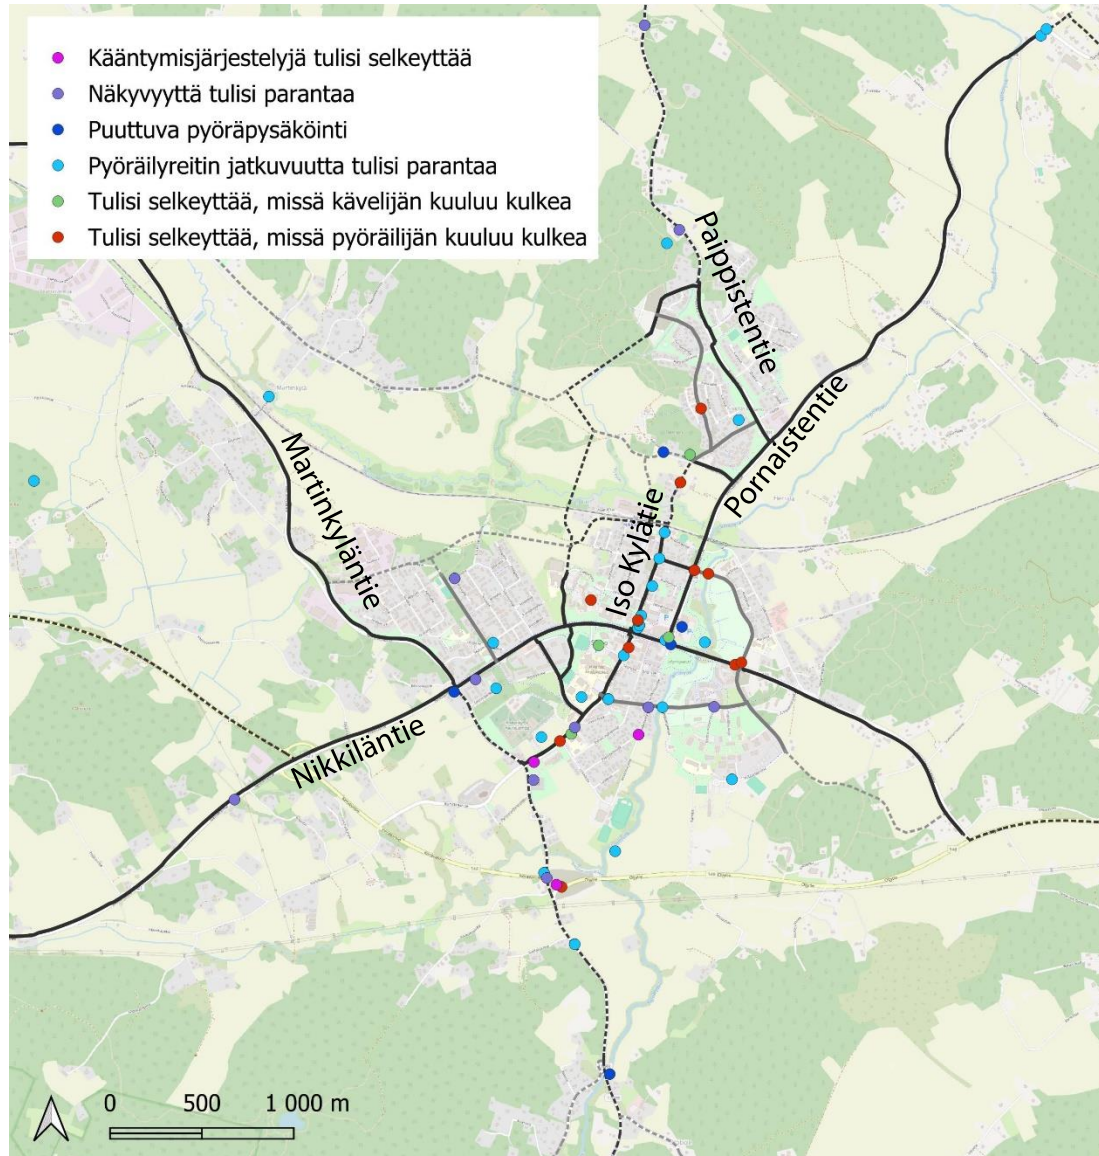 Kääntymisjärjestelyjä tulisi selkeyttää
Näkyvyyttä tulisi parantaa
Puuttuva pyöräpysäköinti
Pyöräilyreitin jatkuvuutta tulisi parantaa
Tulisi selkeyttää, missä kävelijän kuuluu kulkea
Tulisi selkeyttää, missä pyöräilijän kuuluu kulkea
Paippistentie
Pornaistentie
Martinkyläntie
Iso Kylätie
Nikkiläntie
0 500 1 000 m